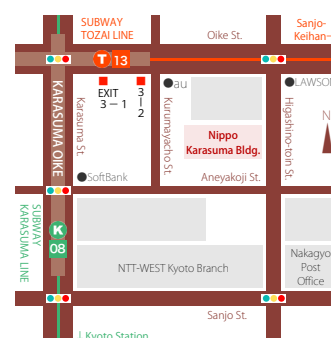 SUBWAY
TOZAI LINE
Oike St.
Sanjo-
Keihan-
T 13
EXIT
3－1
3－2
au
LAWSO
KARASUMA OIKE
Karasuma St.
Kurumayacho St.
Higashino-toin St.
Nippo
Karasuma Bldg.
N
SoftBank
Aneyakoji St.
SUBWAY
KARASUMA LINE
K
08
NTT-WEST Kyoto Branch
Nakagyo
Post
Office
Sanjo St.
Kyoto Station